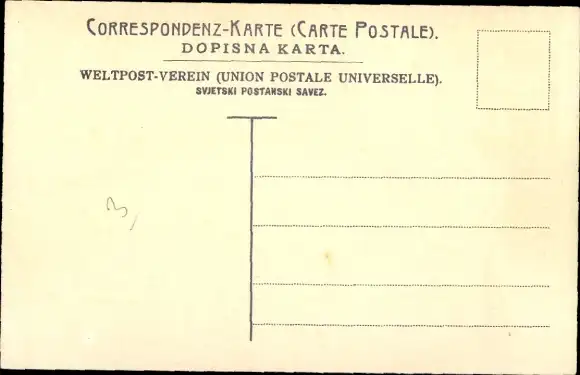 CORRESPONDENZ-KARTE (CARTE POSTALE).
DOPISNA KARTA.
WELTPOST-VEREIN (UNION POSTALE UNIVERSELLE).
SVJETSKI POSTANSKI SAVEZ.